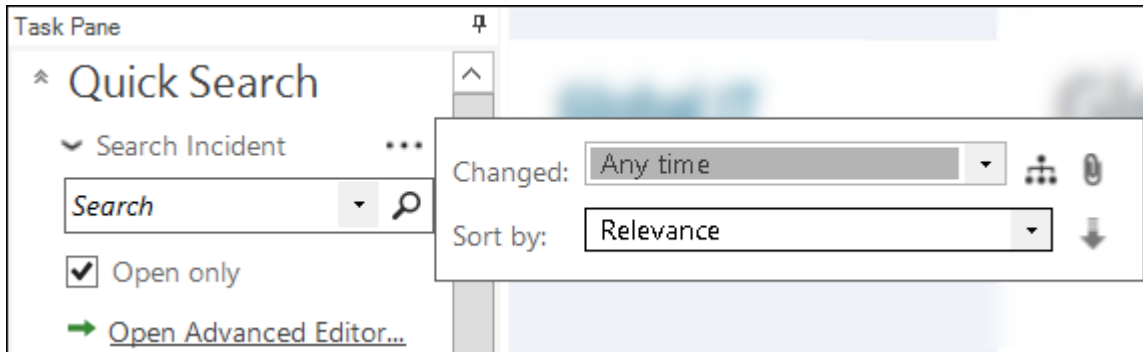 Task Pane
Quick Search
Search Incident
Search
Open only
Open Advanced Editor...
Changed: Any time
Sort by: Relevance